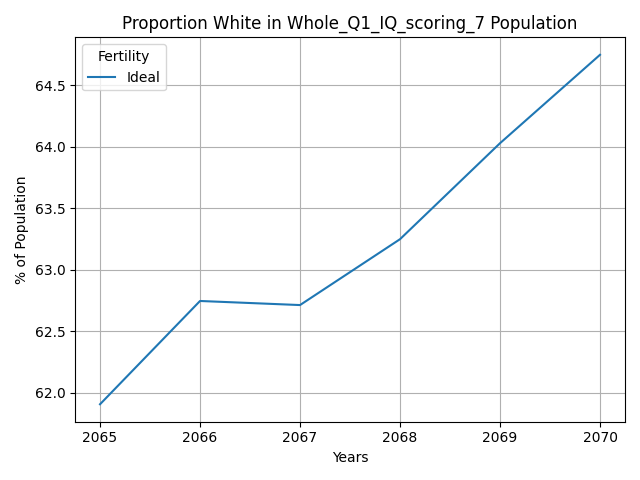 Proportion White in Whole_Q1_IQ_scoring_7 Population
Fertility
Ideal
% of Population
64.5
64.0
63.5
63.0
62.5
62.0
2065 2066 2067 2068 2069 2070
Years